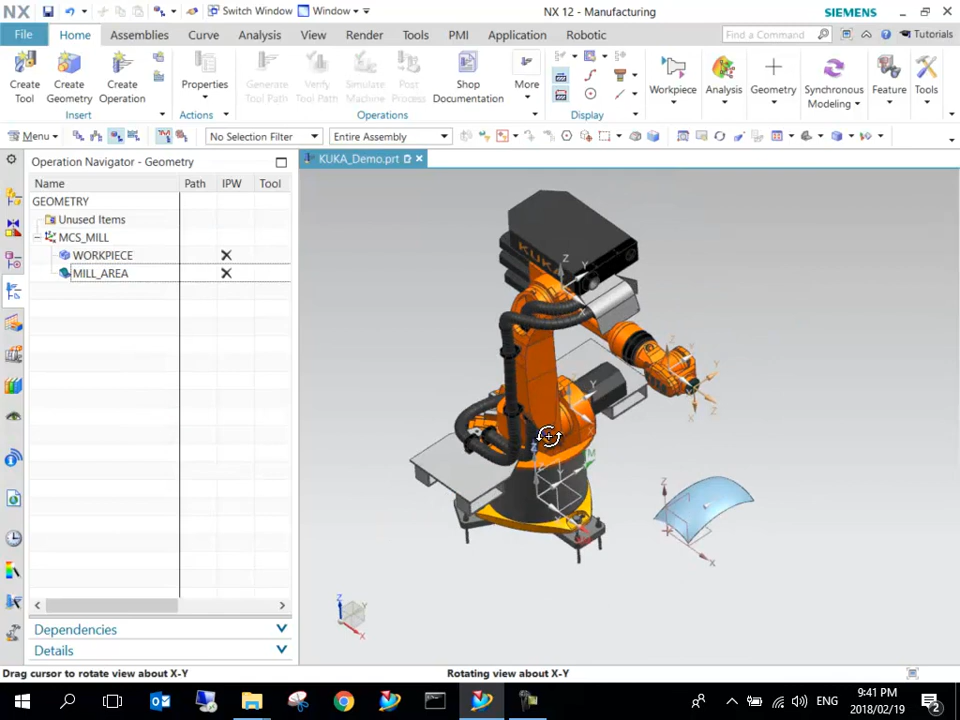 NX
Switch Window
Window
NX 12 - Manufacturing
SIEMENS
File
Home
Assemblies
Curve
Analysis
View
Render
Tools
PMI
Application
Robotic
Find a Command
Tutorials
Create Tool
Create Geometry
Create Operation
Properties
Generate Tool Path
Verify Tool Path
Simulate Machine
Post Process
Shop Documentation
More
Workpiece
Analysis
Geometry
Synchronous Modeling
Feature
Tools
Insert
Actions
Operations
Display
Menu
No Selection Filter
Entire Assembly
Operation Navigator - Geometry
KUKA_Demo.prt
Name
Path
IPW
Tool
GEOMETRY
Unused Items
MCS_MILL
WORKPIECE
MILL_AREA
KUKA
Z
Y
X
Z
Y
X
Z
Y
M
Z
X
Z
Y
X
Dependencies
Details
Drag cursor to rotate view about X-Y
Rotating view about X-Y
ENG
9:41 PM
2018/02/19
2